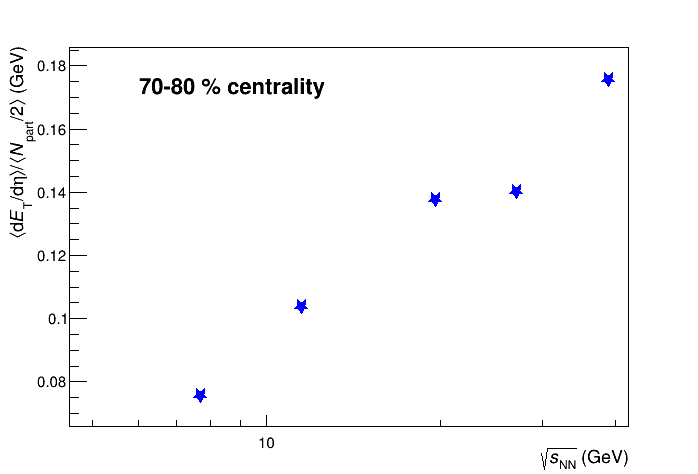 70-80 % centrality
⟨dE_T/dη⟩/⟨N_part/2⟩ (GeV)
0.18
0.16
0.14
0.12
0.1
0.08
10
√s_NN (GeV)